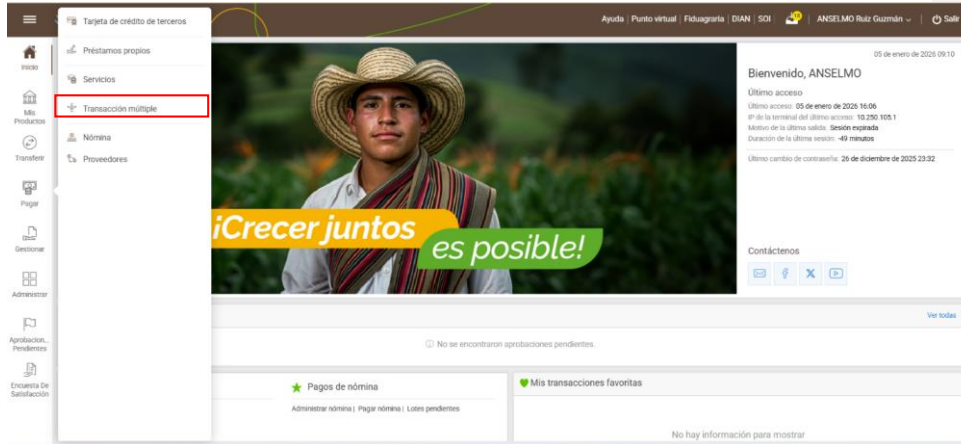 Ayuda | Punto virtual | Fiduagraria | DIAN | SOI | ANSELMO Ruiz Guzmán | Salir
Inicio
Mis
Productos
Transferir
Pagar
Gestionar
Administrar
Aprobacion...
Pendientes
Encuesta De
Satisfacción
Tarjeta de crédito de terceros
Préstamos propios
Servicios
Transacción múltiple
Nómina
Proveedores
¡Crecer juntos
es posible!
05 de enero de 2026 09:10
Bienvenido, ANSELMO
Último acceso
Último acceso: 05 de enero de 2026 16:06
IP de la terminal del último acceso: 10.250.105.1
Motivo de la última salida: Sesión expirada
Duración de la última sesión: -49 minutos
Último cambio de contraseña: 26 de diciembre de 2025 23:32
Contáctenos
Ver todas
No se encontraron aprobaciones pendientes.
Pagos de nómina
Administrar nómina | Pagar nómina | Lotes pendientes
Mis transacciones favoritas
No hay información para mostrar